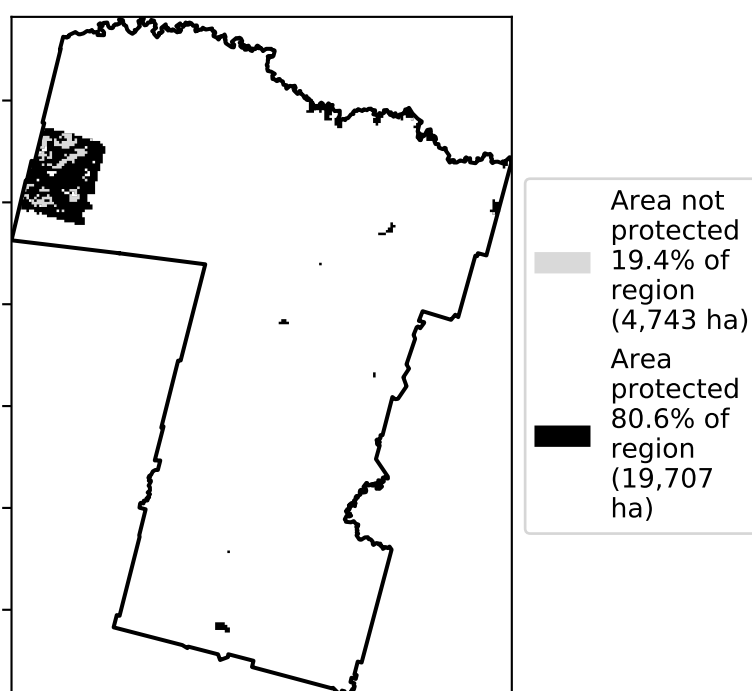 Area not
protected
19.4% of
region
(4,743 ha)
Area
protected
80.6% of
region
(19,707
ha)